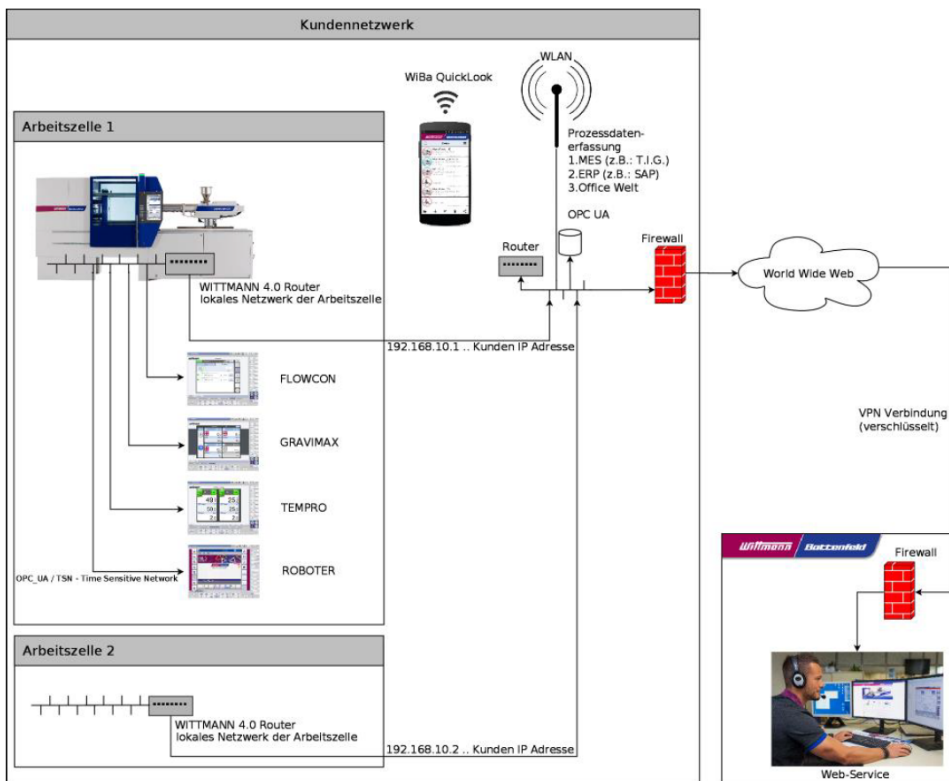 Kundennetzwerk
WLAN
WiBa QuickLook
Arbeitszelle 1
Prozessdaten-
erfassung
1.MES (z.B.: T.I.G.)
2.ERP (z.B.: SAP)
3.Office Welt
OPC UA
Router
Firewall
World Wide Web
WITTMANN 4.0 Router
lokales Netzwerk der Arbeitszelle
192.168.10.1 .. Kunden IP Adresse
FLOWCON
GRAVIMAX
TEMPRO
ROBOTER
OPC_UA / TSN - Time Sensitive Network
VPN Verbindung
(verschlüsselt)
Arbeitszelle 2
WITTMANN 4.0 Router
lokales Netzwerk der Arbeitszelle
192.168.10.2 .. Kunden IP Adresse
Wittmann Battenfeld
Firewall
Web-Service